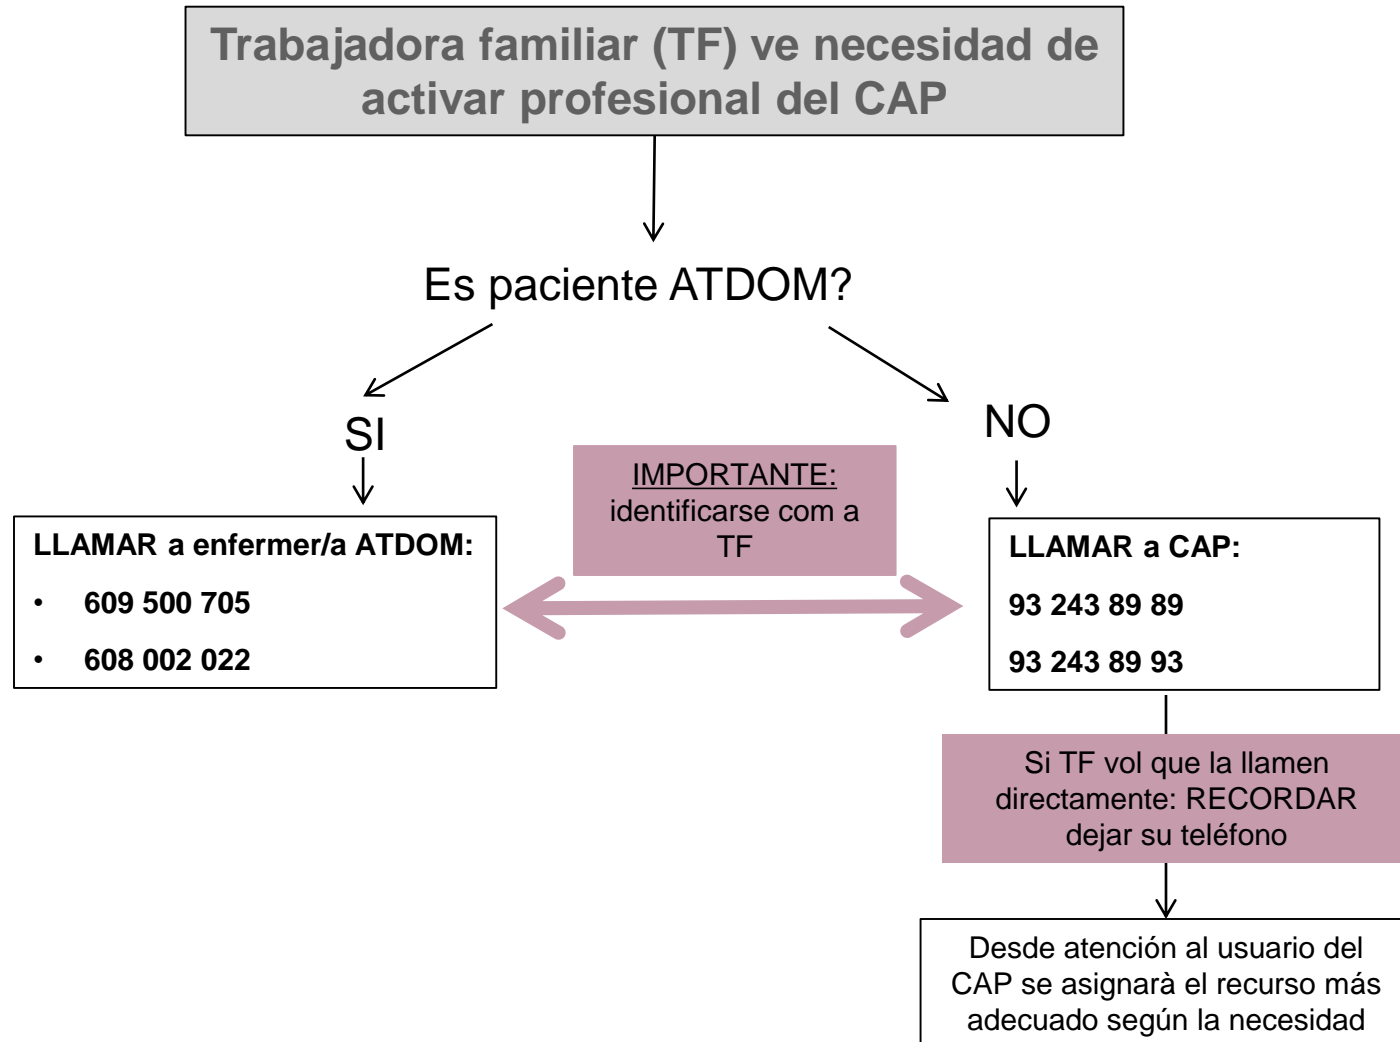 Trabajadora familiar (TF) ve necesidad de
activar profesional del CAP
Es paciente ATDOM?
SI
NO
IMPORTANTE:
identificarse com a
TF
LLAMAR a enfermer/a ATDOM:
• 609 500 705
• 608 002 022
LLAMAR a CAP:
93 243 89 89
93 243 89 93
Si TF vol que la llamen
directamente: RECORDAR
dejar su teléfono
Desde atención al usuario del
CAP se asignarà el recurso más
adecuado según la necesidad